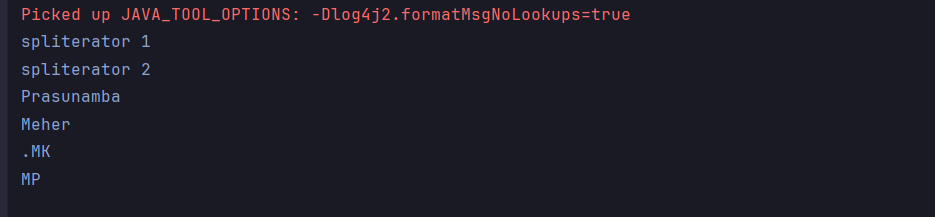 Picked up JAVA_TOOL_OPTIONS: -Dlog4j2.formatMsgNoLookups=true
spliterator 1
spliterator 2
Prasunamba
Meher
.MK
MP